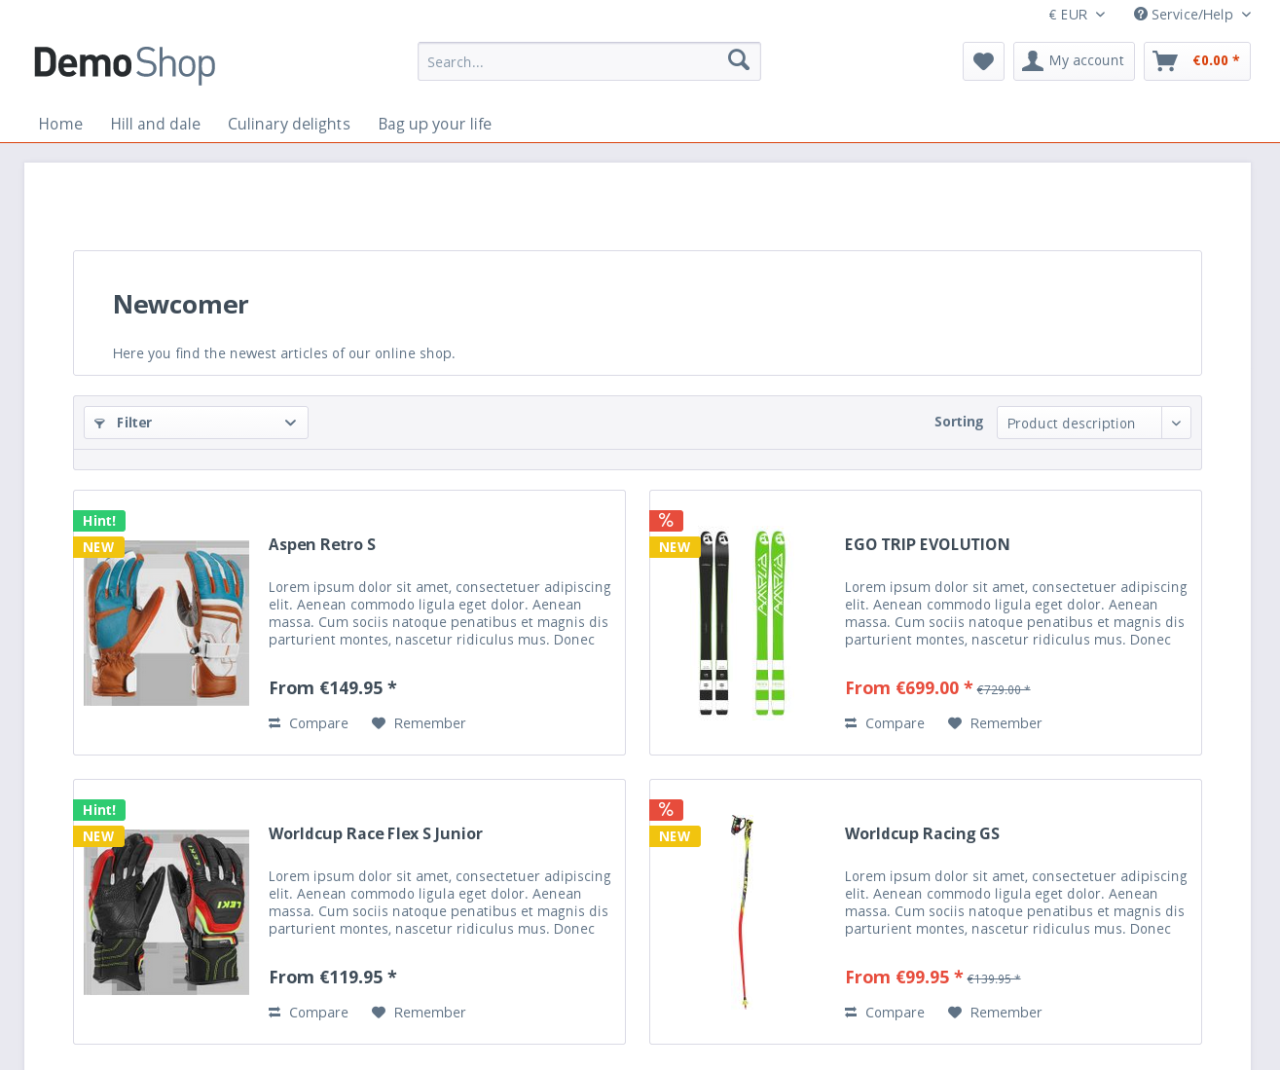 € EUR
Service/Help
DemoShop
Search...
My account
€0.00 *
Home
Hill and dale
Culinary delights
Bag up your life
Newcomer
Here you find the newest articles of our online shop.
Filter
Sorting
Product description
Hint!
NEW
Aspen Retro S
Lorem ipsum dolor sit amet, consectetuer adipiscing
elit. Aenean commodo ligula eget dolor. Aenean
massa. Cum sociis natoque penatibus et magnis dis
parturient montes, nascetur ridiculus mus. Donec
From €149.95 *
Compare
Remember
%
NEW
EGO TRIP EVOLUTION
Lorem ipsum dolor sit amet, consectetuer adipiscing
elit. Aenean commodo ligula eget dolor. Aenean
massa. Cum sociis natoque penatibus et magnis dis
parturient montes, nascetur ridiculus mus. Donec
From €699.00 * €729.00 *
Compare
Remember
Hint!
NEW
LEKI
LEKI
Worldcup Race Flex S Junior
Lorem ipsum dolor sit amet, consectetuer adipiscing
elit. Aenean commodo ligula eget dolor. Aenean
massa. Cum sociis natoque penatibus et magnis dis
parturient montes, nascetur ridiculus mus. Donec
From €119.95 *
Compare
Remember
%
NEW
Worldcup Racing GS
Lorem ipsum dolor sit amet, consectetuer adipiscing
elit. Aenean commodo ligula eget dolor. Aenean
massa. Cum sociis natoque penatibus et magnis dis
parturient montes, nascetur ridiculus mus. Donec
From €99.95 * €139.95 *
Compare
Remember